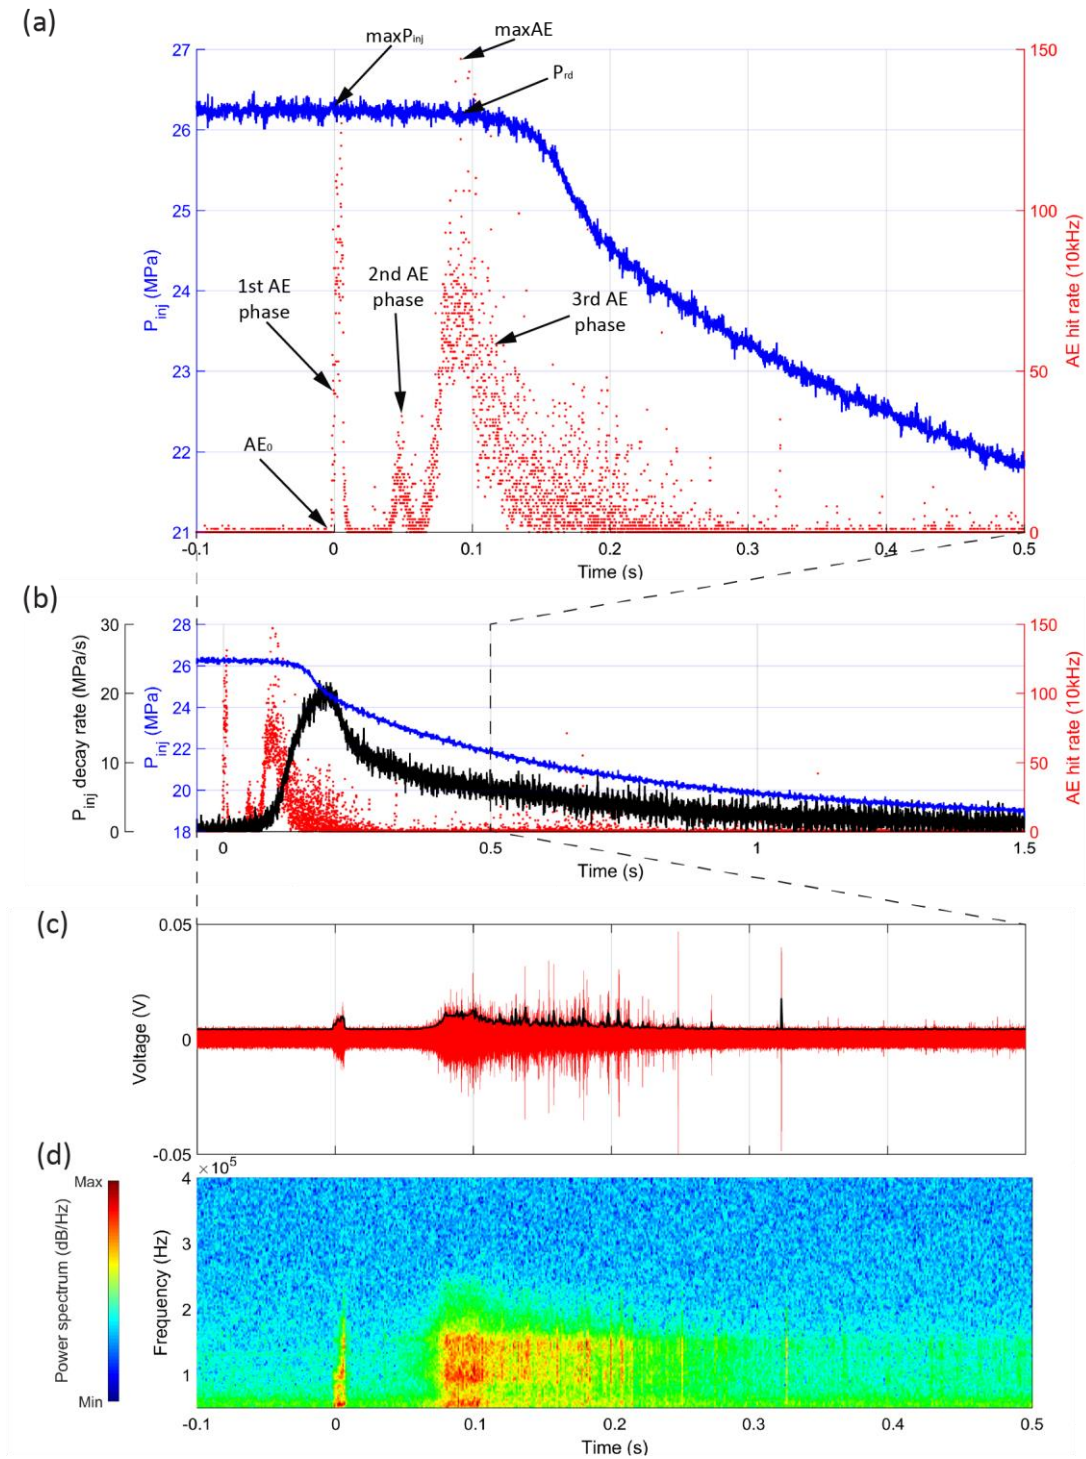 (a)
maxPinj
maxAE
Prd
27
26
25
24
23
22
21
Pinj (MPa)
150
100
50
0
AE hit rate (10kHz)
1st AE
phase
2nd AE
phase
3rd AE
phase
AE0
-0.1
0
0.1
0.2
0.3
0.4
0.5
Time (s)
(b)
30
20
10
0
Pinj decay rate (MPa/s)
28
26
24
22
20
18
Pinj (MPa)
150
100
50
0
AE hit rate (10kHz)
0
0.5
1
1.5
Time (s)
(c)
0.05
0
-0.05
Voltage (V)
(d)
Max
Min
Power spectrum (dB/Hz)
×10⁵
4
3
2
1
Frequency (Hz)
-0.1
0
0.1
0.2
0.3
0.4
0.5
Time (s)